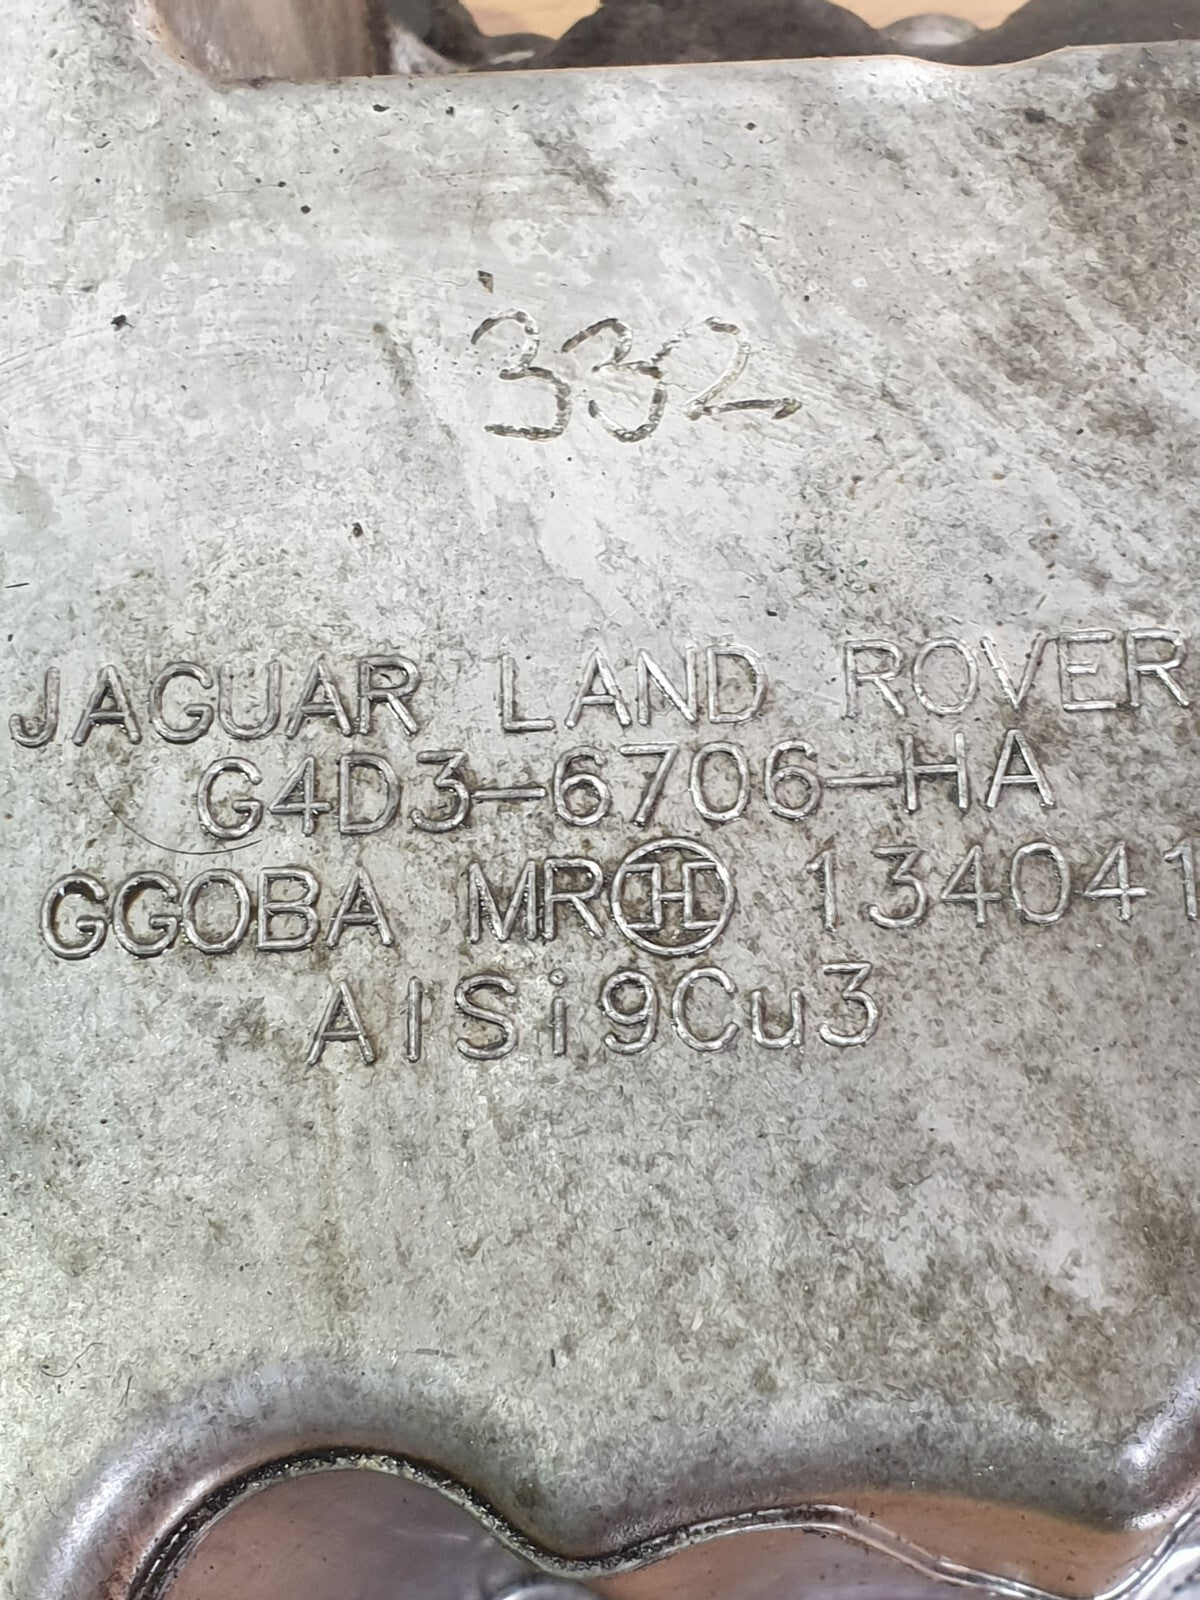 332
JAGUAR LAND ROVER
G4D3-6706-HA
GGOBA MR H 134041
AlSi9Cu3